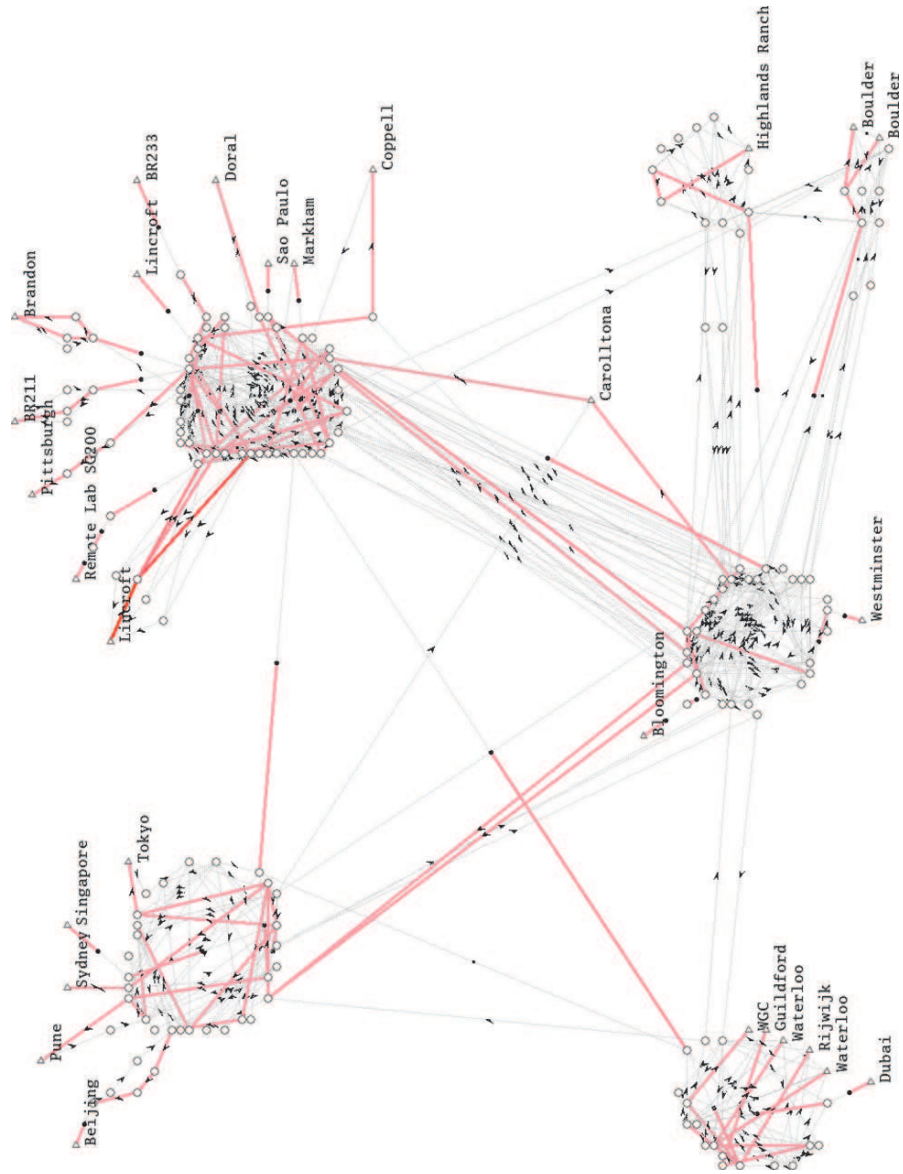 Brandon
BR233
Lincroft
Doral
Sao Paulo
Markham
Coppell
BR211
Pittsburgh
Remote Lab SG200
Lincroft
Highlands Ranch
Boulder
Boulder
Carolltona
Bloomington
Westminster
Tokyo
Singapore
Sydney
Pune
Beijing
WGC
Guildford
Waterloo
Rijwijk
Waterloo
Dubai